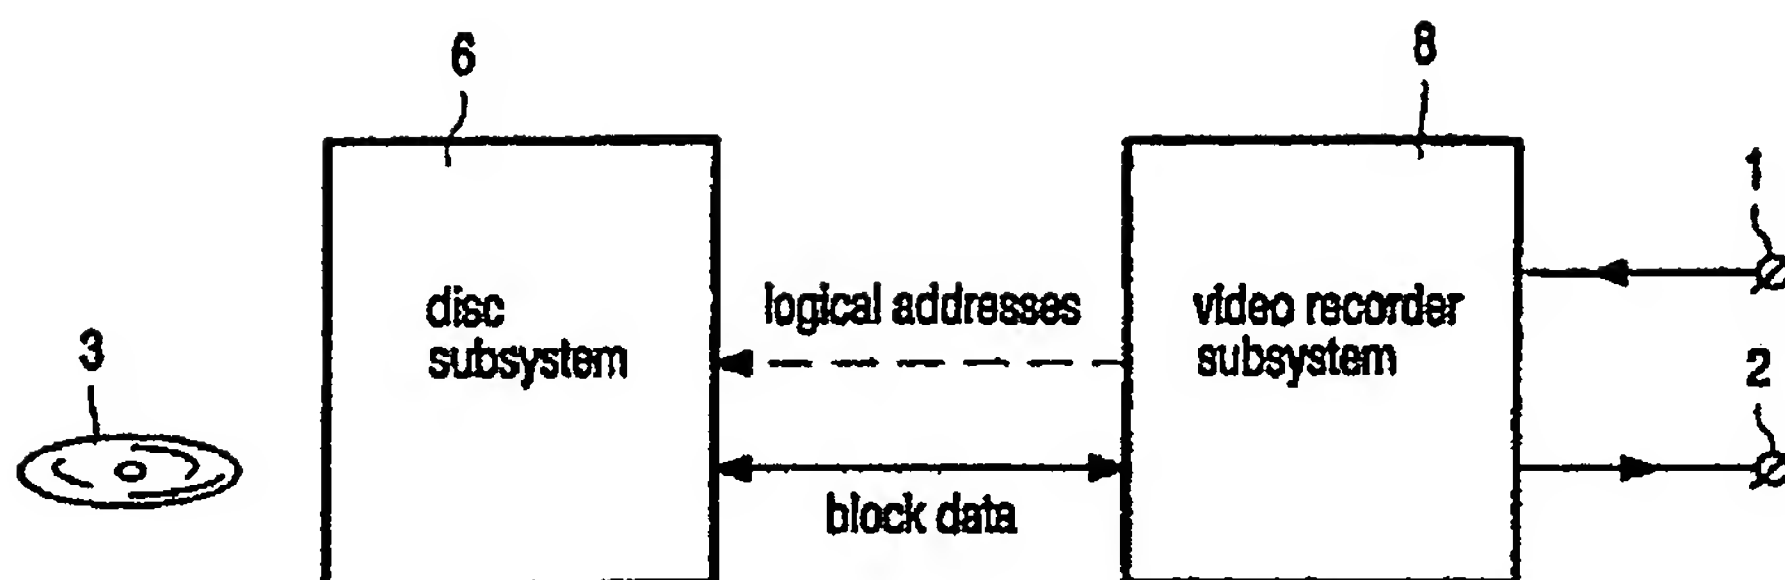 6
8
1
disc
subsystem
logical addresses
video recorder
subsystem
3
2
block data